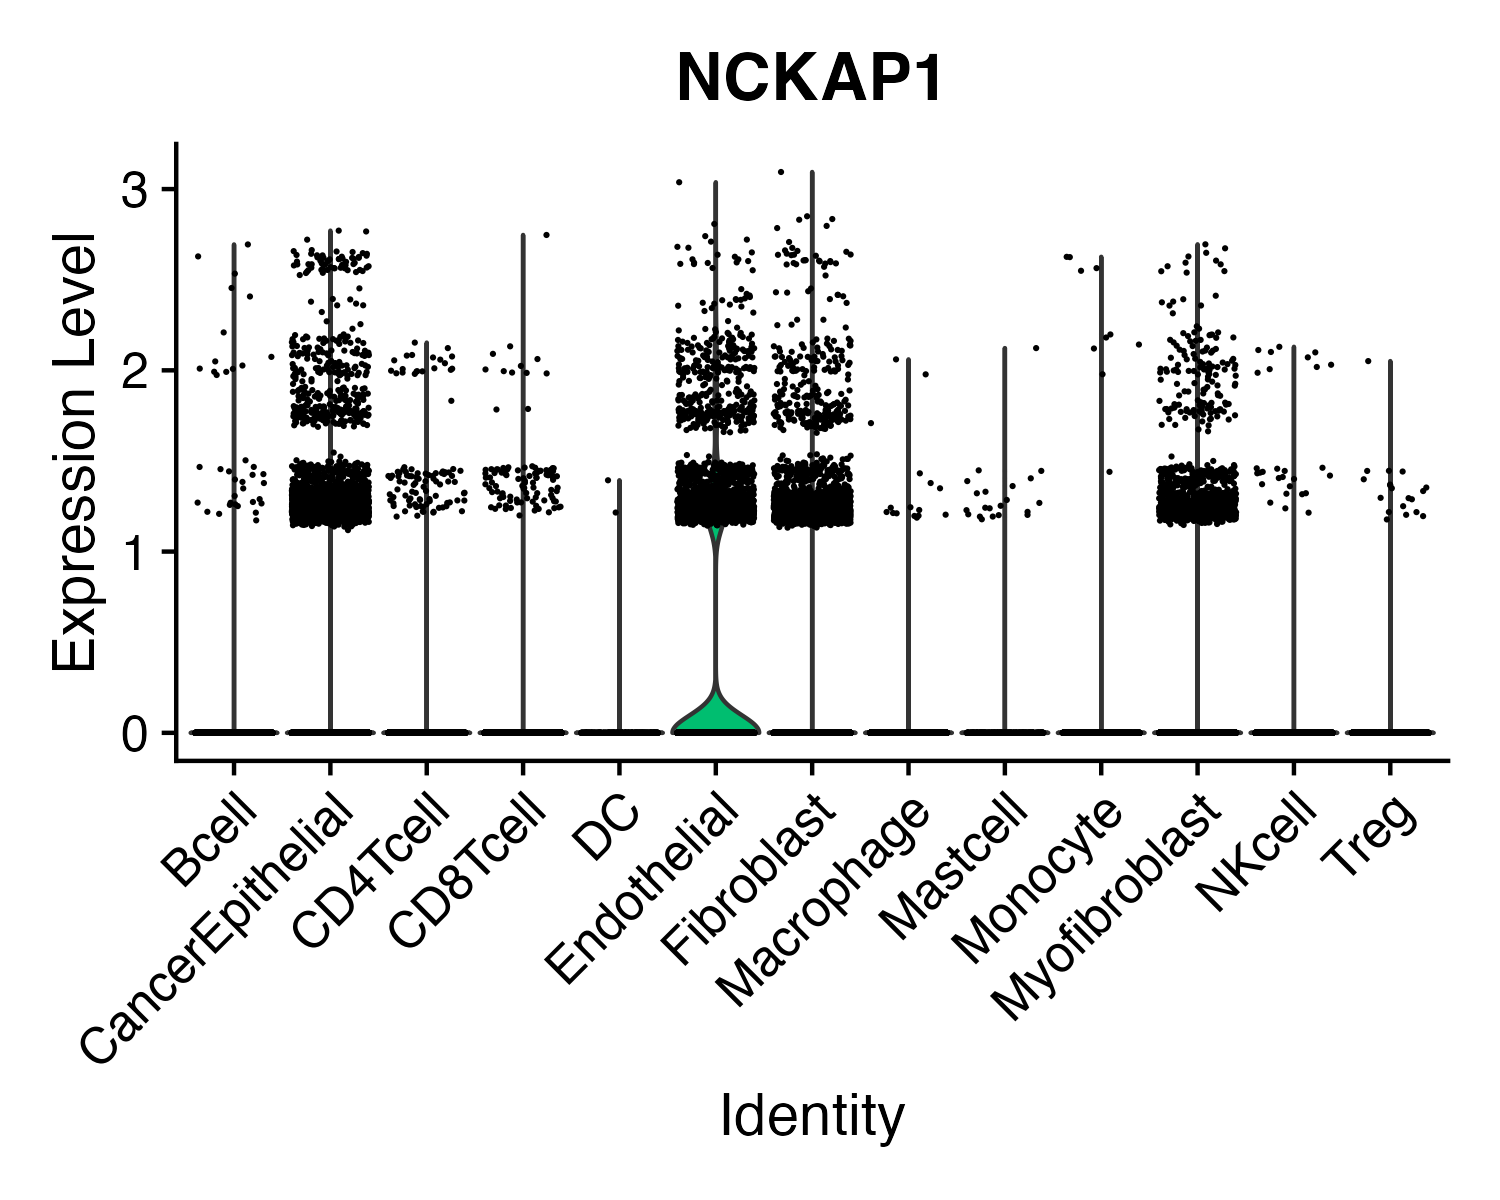 NCKAP1
Expression Level
3
2
1
0
Bcell
CancerEpithelial
CD4Tcell
CD8Tcell
DC
Endothelial
Fibroblast
Macrophage
Mastcell
Monocyte
Myofibroblast
NKcell
Treg
Identity